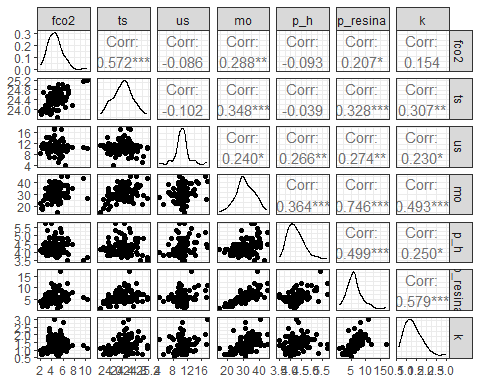 fco2 ts us mo p_h p_resina k
0.3
0.2
0.1
0.0
Corr: Corr: Corr: Corr: Corr: Corr:
0.572*** -0.086 0.288** -0.093 0.207* 0.154
fco2
25.2
24.8
24.4
24.0
Corr: Corr: Corr: Corr: Corr:
-0.102 0.348*** -0.039 0.328*** 0.307**
ts
16
12
8
4
Corr: Corr: Corr: Corr:
0.240* 0.266** 0.274** 0.230*
us
40
30
20
Corr: Corr: Corr:
0.364*** 0.746*** 0.493***
mo
5.5
5.0
4.5
4.0
3.5
Corr: Corr:
0.499*** 0.250*
p_h
15
10
5
Corr:
0.579***
p_resina
3.0
2.5
2.0
1.5
1.0
0.5
k
2 4 6 8 10
4 8 12 16
20 30 40
5 10 15